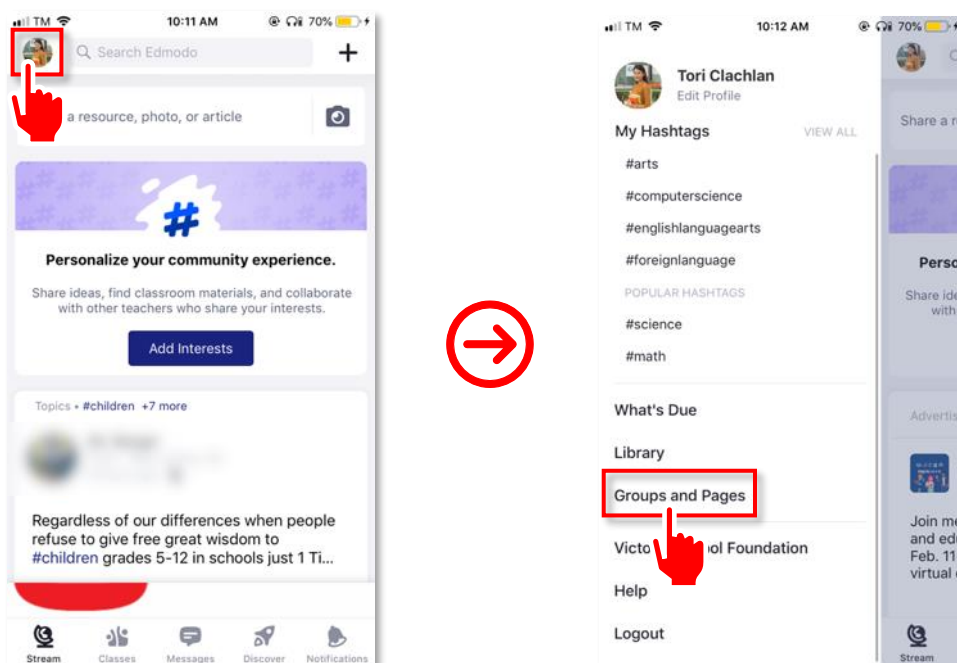 TM 10:11 AM 70%
Search Edmodo
a resource, photo, or article
#
Personalize your community experience.
Share ideas, find classroom materials, and collaborate
with other teachers who share your interests.
Add Interests
Topics • #children +7 more
Regardless of our differences when people
refuse to give free great wisdom to
#children grades 5-12 in schools just 1 Ti...
Stream Classes Messages Discover Notifications
TM 10:12 AM 70%
Tori Clachlan
Edit Profile
My Hashtags VIEW ALL
#arts
#computerscience
#englishlanguagearts
#foreignlanguage
POPULAR HASHTAGS
#science
#math
What's Due
Library
Groups and Pages
Victo ol Foundation
Help
Logout
Share a r
Perso
Share ide
with
Advertis
Join me
and edu
Feb. 11
virtual
Stream